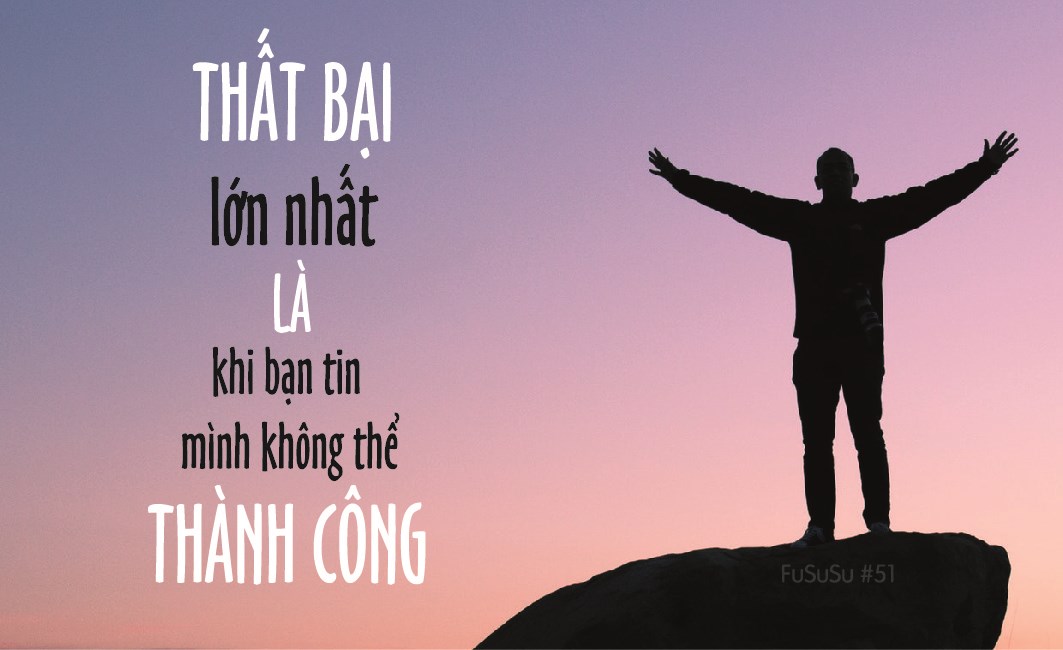 THẤT BẠI
lớn nhất
LÀ
khi bạn tin
mình không thể
THÀNH CÔNG
FuSuSu #51